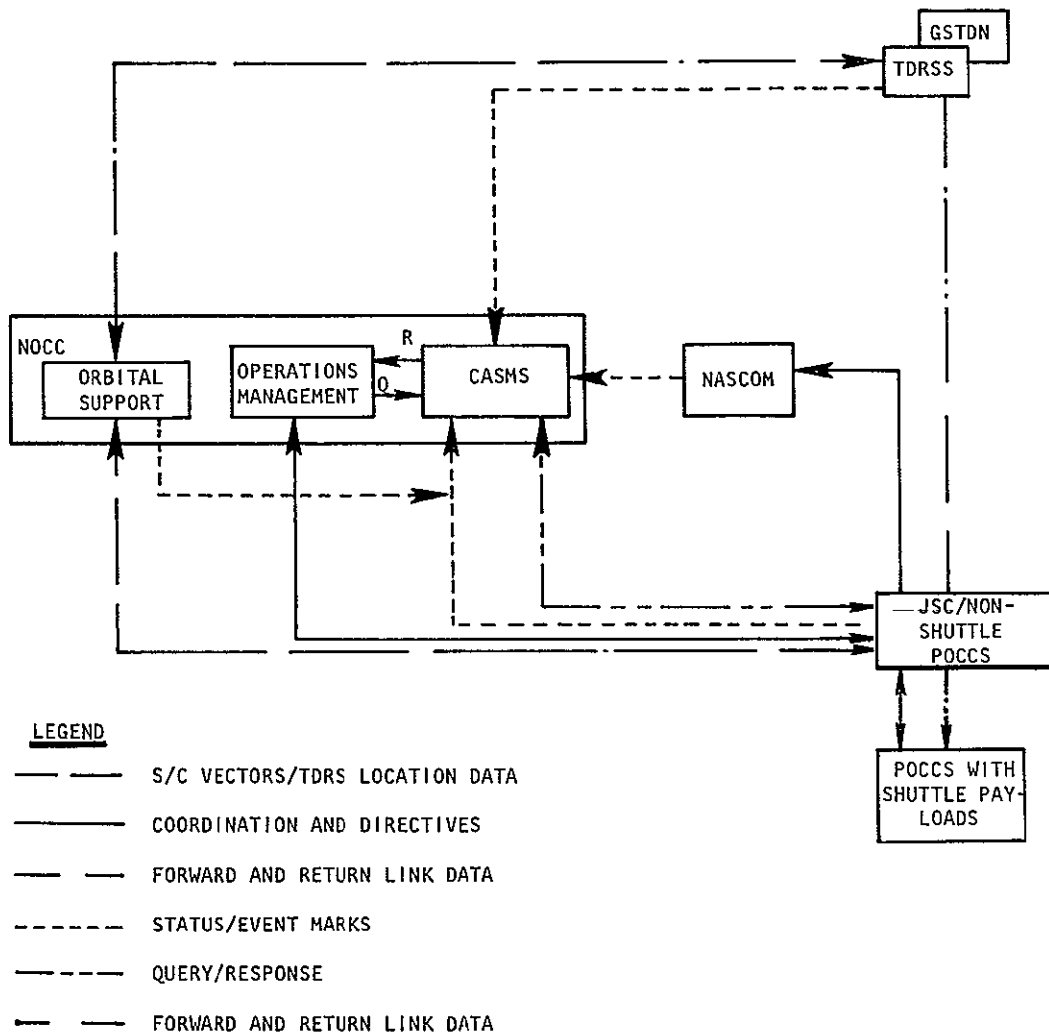 GSTDN
TDRSS
NOCC
ORBITAL
SUPPORT
OPERATIONS
MANAGEMENT
R
Q
CASMS
NASCOM
JSC/NON-
SHUTTLE
POCCS
POCCS WITH
SHUTTLE PAY-
LOADS
LEGEND
S/C VECTORS/TDRS LOCATION DATA
COORDINATION AND DIRECTIVES
FORWARD AND RETURN LINK DATA
STATUS/EVENT MARKS
QUERY/RESPONSE
FORWARD AND RETURN LINK DATA